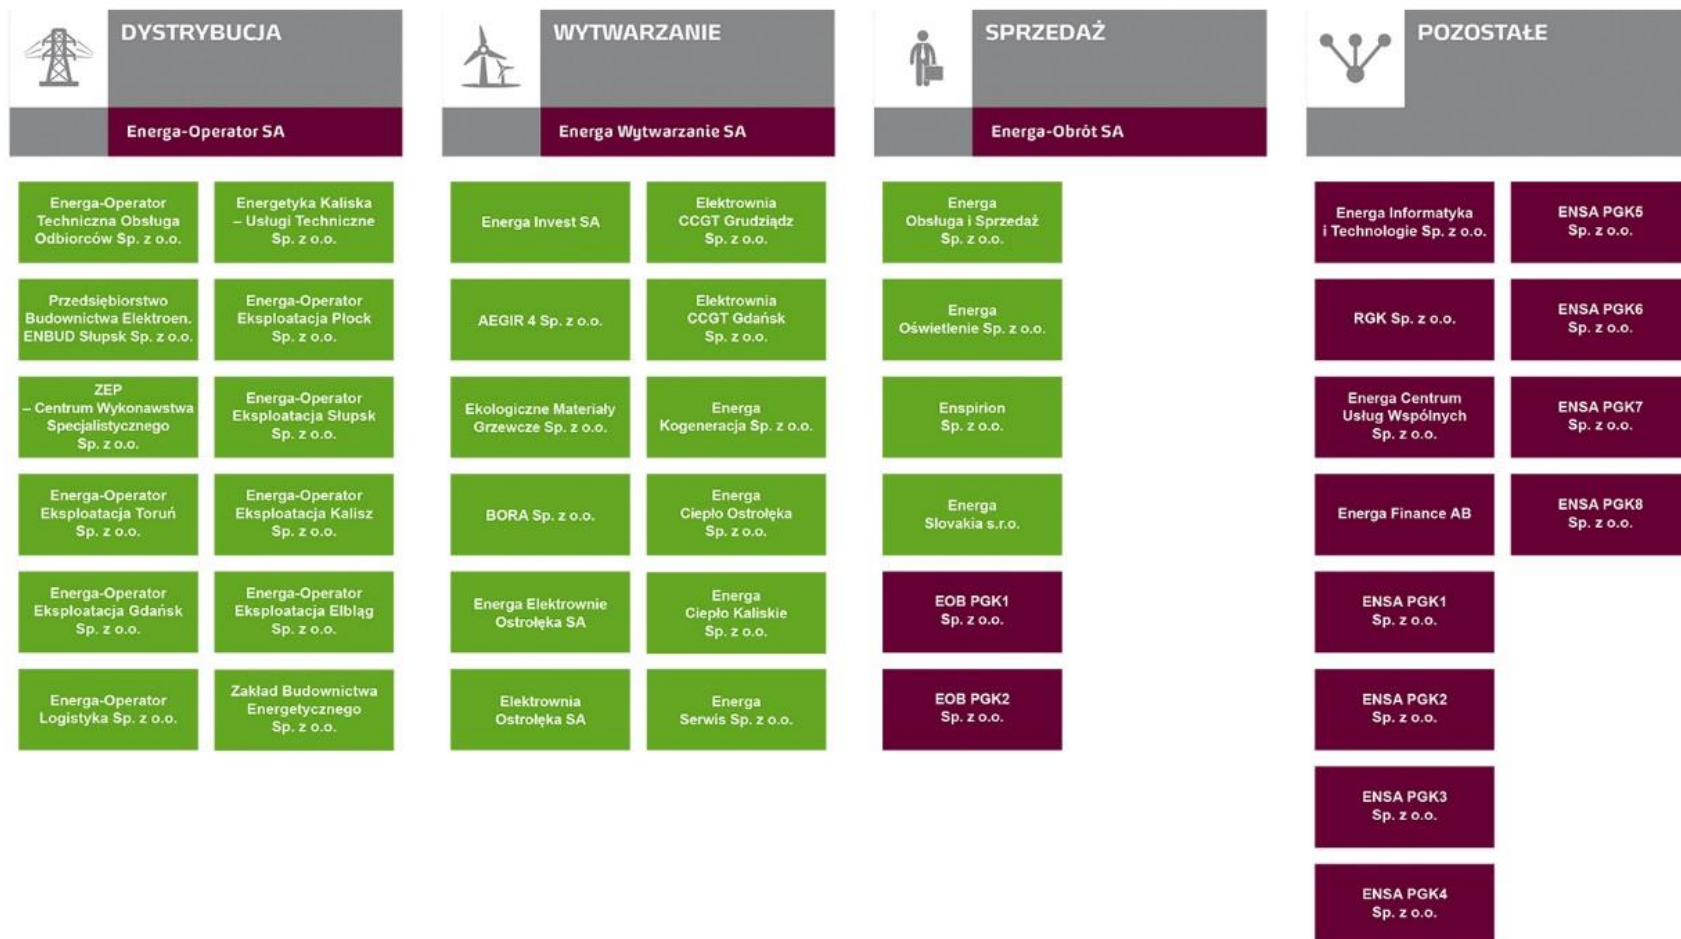 DYSTRYBUCJA
Energa-Operator SA
Energa-Operator
Techniczna Obsługa
Odbiorców Sp. z o.o.
Energetyka Kaliska
– Usługi Techniczne
Sp. z o.o.
Przedsiębiorstwo
Budownictwa Elektroen.
ENBUD Słupsk Sp. z o.o.
Energa-Operator
Eksploatacja Płock
Sp. z o.o.
ZEP
– Centrum Wykonawstwa
Specjalistycznego
Sp. z o.o.
Energa-Operator
Eksploatacja Słupsk
Sp. z o.o.
Energa-Operator
Eksploatacja Toruń
Sp. z o.o.
Energa-Operator
Eksploatacja Kalisz
Sp. z o.o.
Energa-Operator
Eksploatacja Gdańsk
Sp. z o.o.
Energa-Operator
Eksploatacja Elbląg
Sp. z o.o.
Energa-Operator
Logistyka Sp. z o.o.
Zakład Budownictwa
Energetycznego
Sp. z o.o.
WYTWARZANIE
Energa Wytwarzanie SA
Energa Invest SA
Elektrownia
CCGT Grudziądz
Sp. z o.o.
AEGIR 4 Sp. z o.o.
Elektrownia
CCGT Gdańsk
Sp. z o.o.
Ekologiczne Materiały
Grzewcze Sp. z o.o.
Energa
Kogeneracja Sp. z o.o.
BORA Sp. z o.o.
Energa
Ciepło Ostrołęka
Sp. z o.o.
Energa Elektrownie
Ostrołęka SA
Energa
Ciepło Kaliskie
Sp. z o.o.
Elektrownia
Ostrołęka SA
Energa
Serwis Sp. z o.o.
SPRZEDAŻ
Energa-Obrót SA
Energa
Obsługa i Sprzedaż
Sp. z o.o.
Energa
Oświetlenie Sp. z o.o.
Enspirion
Sp. z o.o.
Energa
Slovakia s.r.o.
EOB PGK1
Sp. z o.o.
EOB PGK2
Sp. z o.o.
POZOSTAŁE
Energa Informatyka
i Technologie Sp. z o.o.
ENSA PGK5
Sp. z o.o.
RGK Sp. z o.o.
ENSA PGK6
Sp. z o.o.
Energa Centrum
Usług Wspólnych
Sp. z o.o.
ENSA PGK7
Sp. z o.o.
Energa Finance AB
ENSA PGK8
Sp. z o.o.
ENSA PGK1
Sp. z o.o.
ENSA PGK2
Sp. z o.o.
ENSA PGK3
Sp. z o.o.
ENSA PGK4
Sp. z o.o.